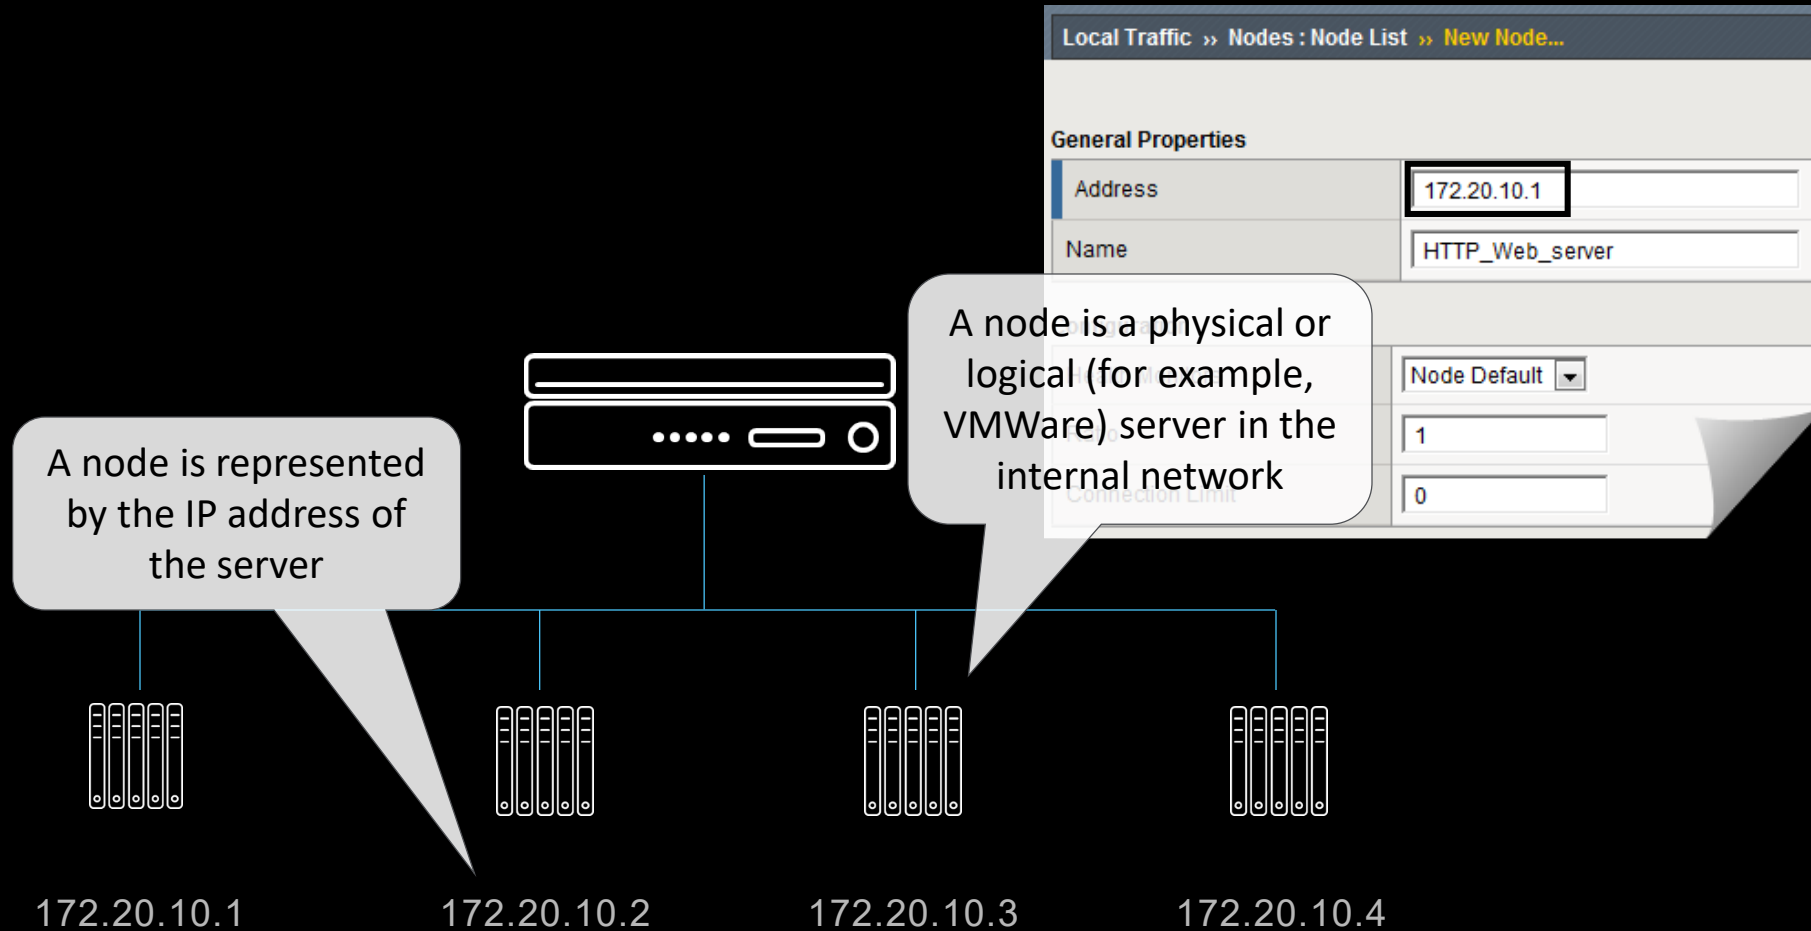 Local Traffic ›› Nodes : Node List ›› New Node...
General Properties
Address
172.20.10.1
Name
HTTP_Web_server
A node is a physical or
logical (for example,
VMWare) server in the
internal network
Node Default
1
Connection Limit
0
A node is represented
by the IP address of
the server
172.20.10.1
172.20.10.2
172.20.10.3
172.20.10.4